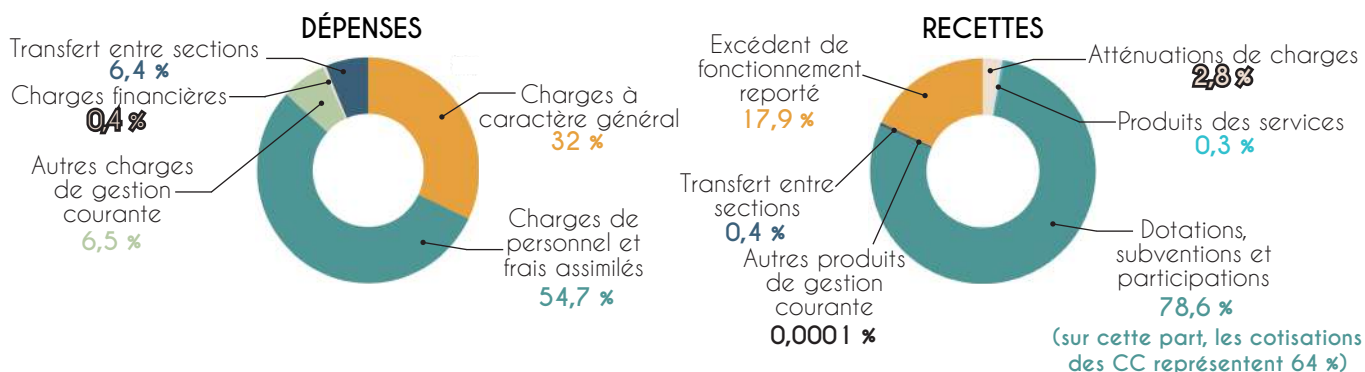 DÉPENSES
Transfert entre sections
6,4 %
Charges financières
0,4 %
Autres charges
de gestion
courante
6,5 %
Charges à
caractère général
32 %
Charges de
personnel et
frais assimilés
54,7 %
RECETTES
Excédent de
fonctionnement
reporté
17,9 %
Transfert entre
sections
0,4 %
Autres produits
de gestion
courante
0,0001 %
Atténuations de charges
2,8 %
Produits des services
0,3 %
Dotations,
subventions et
participations
78,6 %
(sur cette part, les cotisations
des CC représentent 64 %)